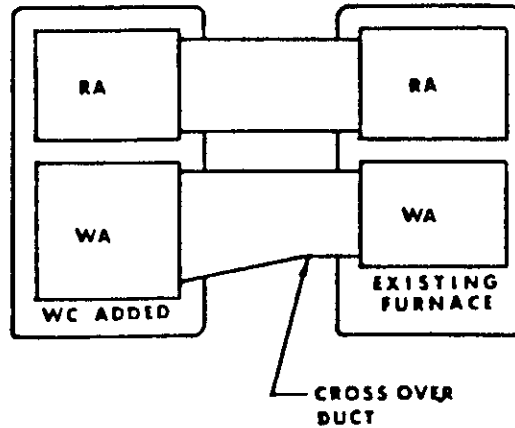 RA
RA
WA
WA
WC ADDED
EXISTING
FURNACE
CROSS OVER
DUCT